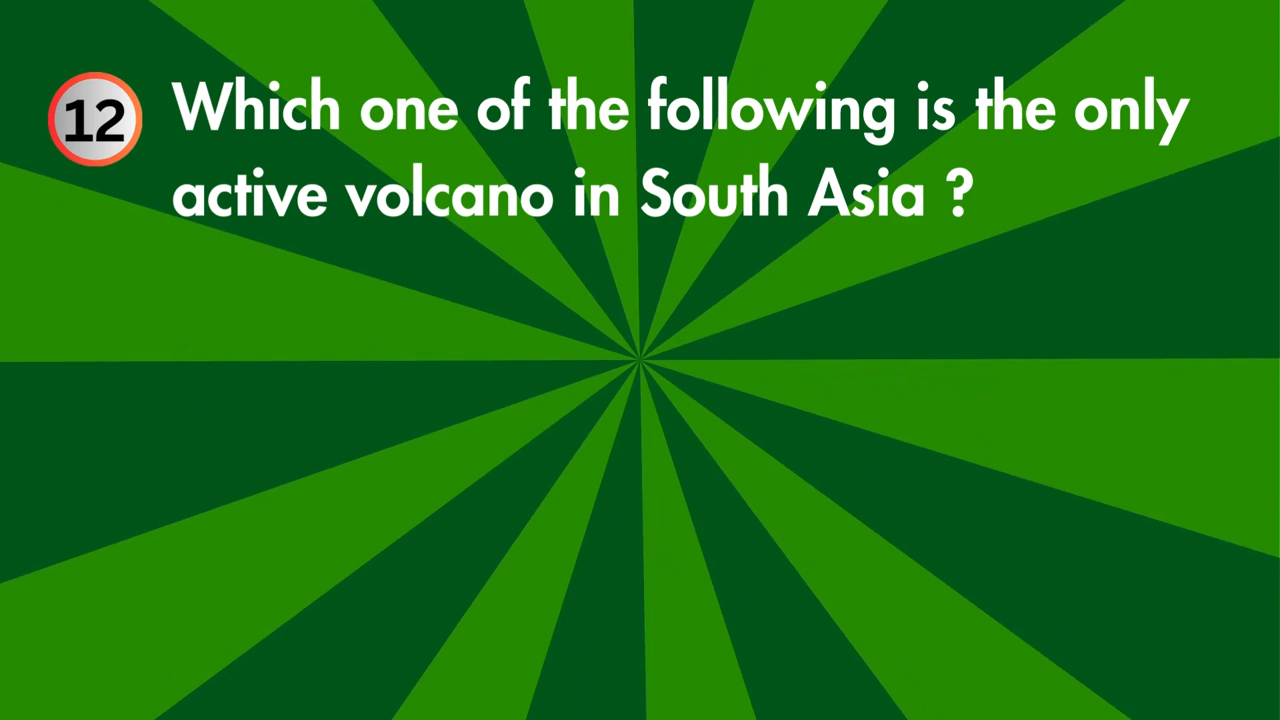 12 Which one of the following is the only
active volcano in South Asia ?